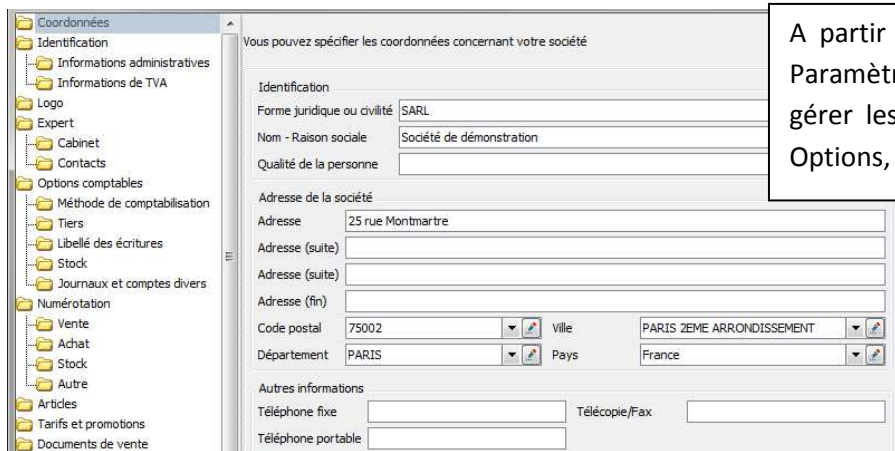 Coordonnées
Identification
Informations administratives
Informations de TVA
Logo
Expert
Cabinet
Contacts
Options comptables
Méthode de comptabilisation
Tiers
Libellé des écritures
Stock
Journaux et comptes divers
Numérotation
Vente
Achat
Stock
Autre
Articles
Tarifs et promotions
Documents de vente
Vous pouvez spécifier les coordonnées concernant votre société
Identification
Forme juridique ou civilité SARL
Nom - Raison sociale Société de démonstration
Qualité de la personne
Adresse de la société
Adresse 25 rue Montmartre
Adresse (suite)
Adresse (suite)
Adresse (fin)
Code postal 75002 Ville PARIS 2EME ARRONDISSEMENT
Département PARIS Pays France
Autres informations
Téléphone fixe Télécopie/Fax
Téléphone portable
A partir
Paramèt
gérer les
Options,